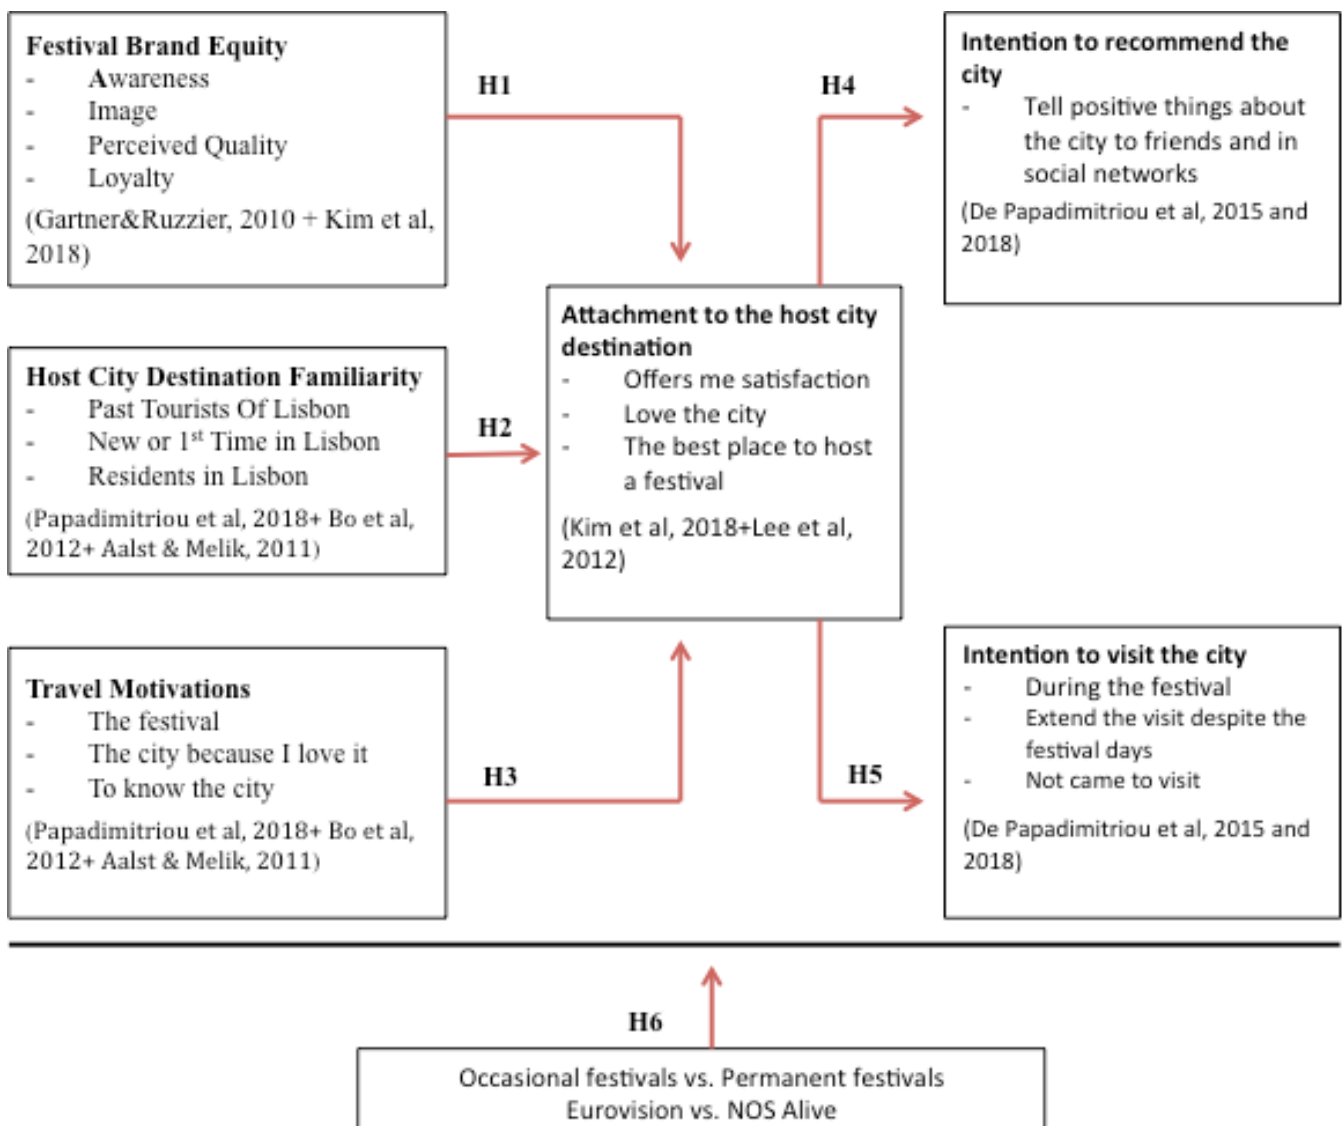 Festival Brand Equity
- Awareness
- Image
- Perceived Quality
- Loyalty
(Gartner&Ruzzier, 2010 + Kim et al,
2018)
H1
Host City Destination Familiarity
- Past Tourists Of Lisbon
- New or 1st Time in Lisbon
- Residents in Lisbon
(Papadimitriou et al, 2018+ Bo et al,
2012+ Aalst & Melik, 2011)
H2
Travel Motivations
- The festival
- The city because I love it
- To know the city
(Papadimitriou et al, 2018+ Bo et al,
2012+ Aalst & Melik, 2011)
H3
Attachment to the host city
destination
- Offers me satisfaction
- Love the city
- The best place to host
a festival
(Kim et al, 2018+Lee et al,
2012)
H4
Intention to recommend the
city
- Tell positive things about
the city to friends and in
social networks
(De Papadimitriou et al, 2015 and
2018)
H5
Intention to visit the city
- During the festival
- Extend the visit despite the
festival days
- Not came to visit
(De Papadimitriou et al, 2015 and
2018)
H6
Occasional festivals vs. Permanent festivals
Eurovision vs. NOS Alive